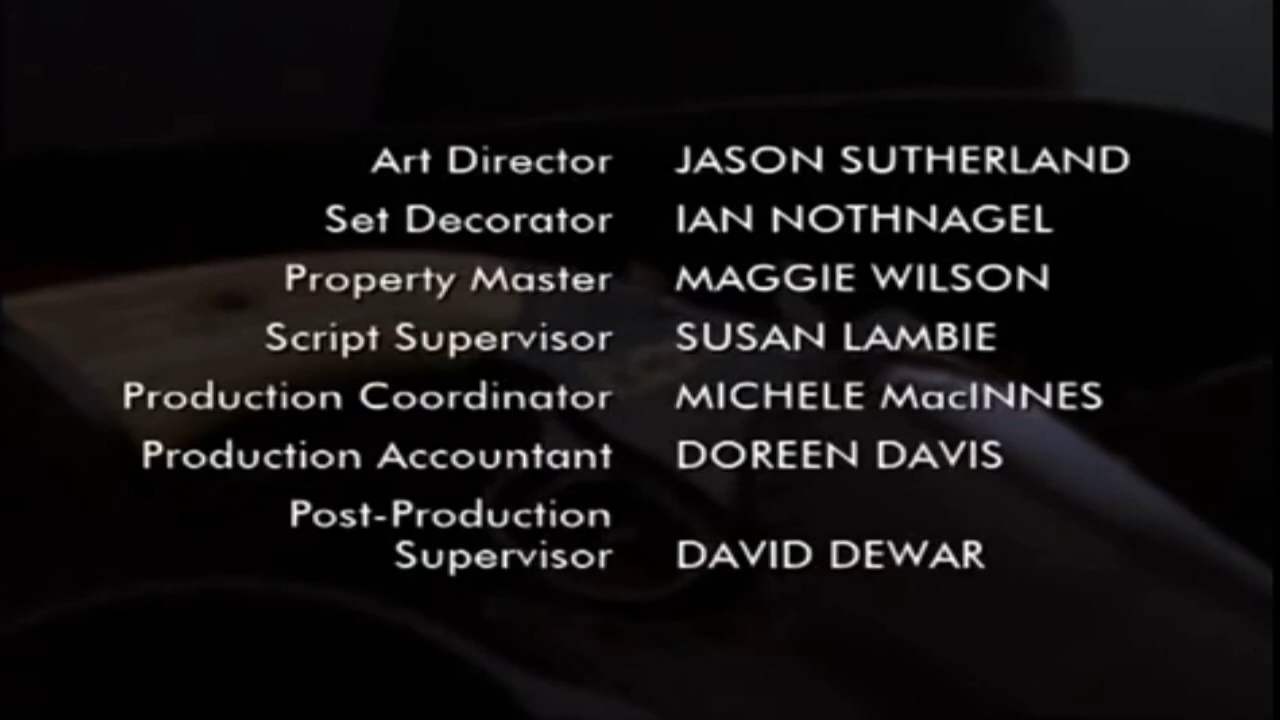 Art Director JASON SUTHERLAND
Set Decorator IAN NOTHNAGEL
Property Master MAGGIE WILSON
Script Supervisor SUSAN LAMBIE
Production Coordinator MICHELE MacINNES
Production Accountant DOREEN DAVIS
Post-Production
Supervisor DAVID DEWAR